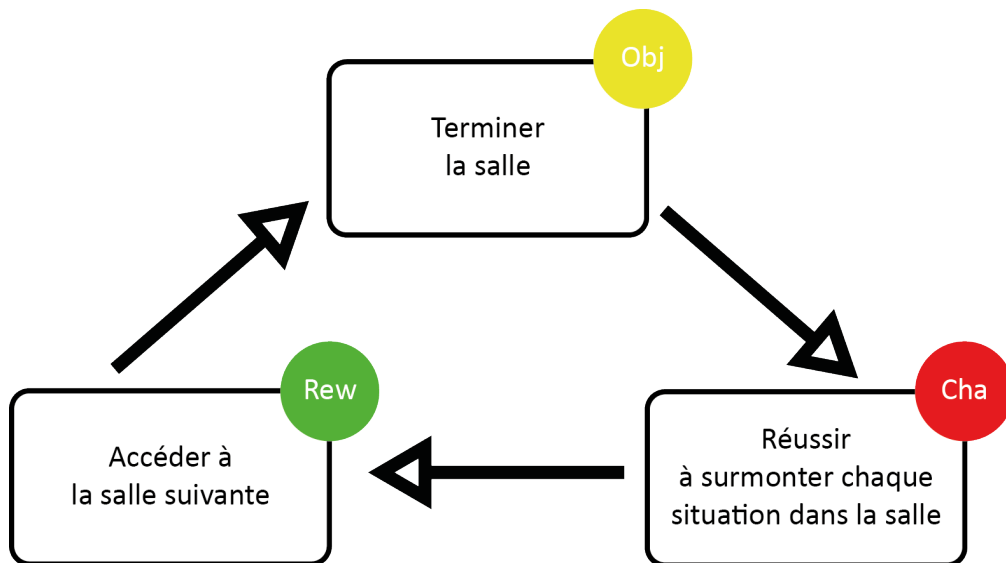 Obj
Terminer
la salle
Rew
Accéder à
la salle suivante
Cha
Réussir
à surmonter chaque
situation dans la salle